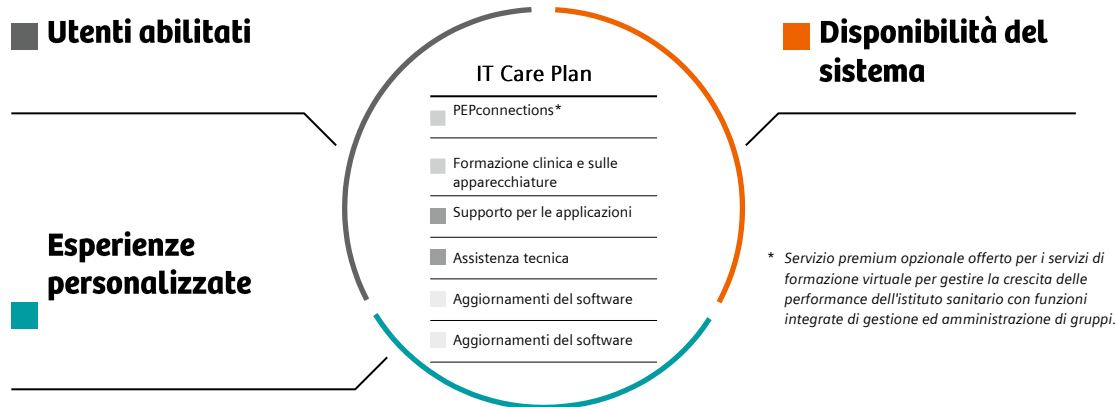 Utenti abilitati
Disponibilità del
sistema
IT Care Plan
PEPconnections*
Formazione clinica e sulle
apparecchiature
Supporto per le applicazioni
Assistenza tecnica
Aggiornamenti del software
Aggiornamenti del software
Esperienze
personalizzate
* Servizio premium opzionale offerto per i servizi di
formazione virtuale per gestire la crescita delle
performance dell'istituto sanitario con funzioni
integrate di gestione ed amministrazione di gruppi.